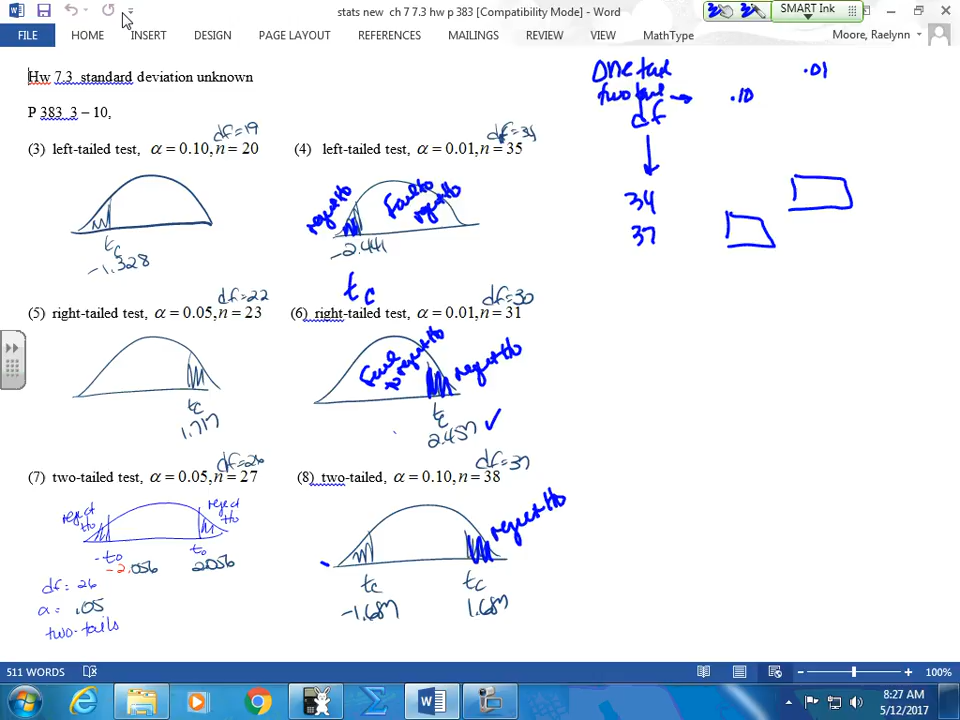 stats new ch 7 7.3 hw p 383 [Compatibility Mode] - Word
SMART Ink
FILE HOME INSERT DESIGN PAGE LAYOUT REFERENCES MAILINGS REVIEW VIEW MathType Moore, Raelynn
Hw 7.3 standard deviation unknown
P 383 3 – 10,
One tail .01
two tail → .10
df
34
37
df=19
(3) left-tailed test, α = 0.10, n = 20
tc
-1.328
df=34
(4) left-tailed test, α = 0.01, n = 35
reject Ho
Fail to reject Ho
-2.441
tc
df=22
(5) right-tailed test, α = 0.05, n = 23
tc
1.717
df=30
(6) right-tailed test, α = 0.01, n = 31
Fail to reject Ho
reject Ho
tc
2.457 ✓
df=26
(7) two-tailed test, α = 0.05, n = 27
reject Ho
reject Ho
-to
to
-2.056
2.056
df = 26
α = .05
two-tails
df=37
(8) two-tailed, α = 0.10, n = 38
reject Ho
tc
tc
-1.687
1.687
511 WORDS
100%
8:27 AM
5/12/2017